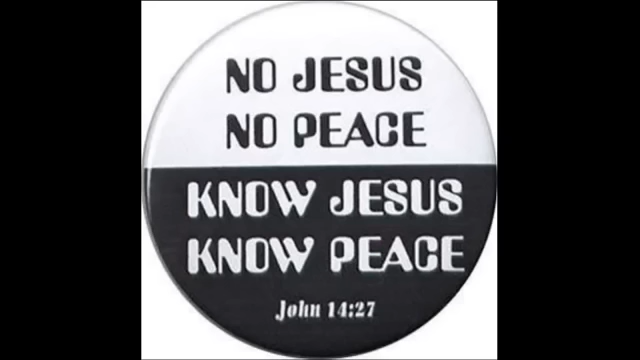 NO JESUS
NO PEACE
KNOW JESUS
KNOW PEACE
John 14:27